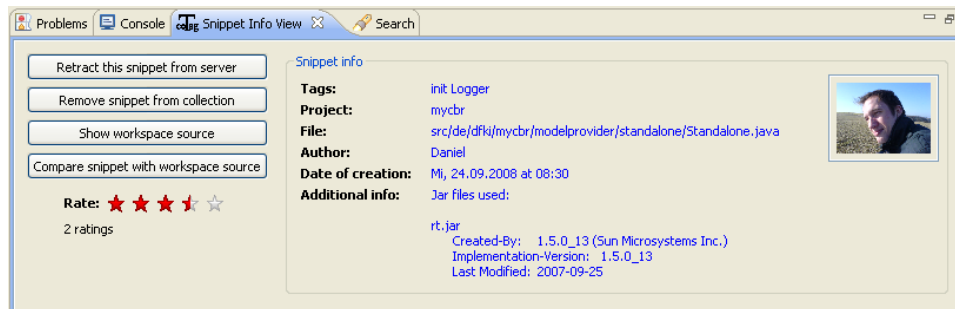 Problems Console Snippet Info View Search
Retract this snippet from server
Remove snippet from collection
Show workspace source
Compare snippet with workspace source
Rate:
2 ratings
Snippet info
Tags: init Logger
Project: mycbr
File: src/de/dfki/mycbr/modelprovider/standalone/Standalone.java
Author: Daniel
Date of creation: Mi, 24.09.2008 at 08:30
Additional info: Jar files used:
rt.jar
Created-By: 1.5.0_13 (Sun Microsystems Inc.)
Implementation-Version: 1.5.0_13
Last Modified: 2007-09-25